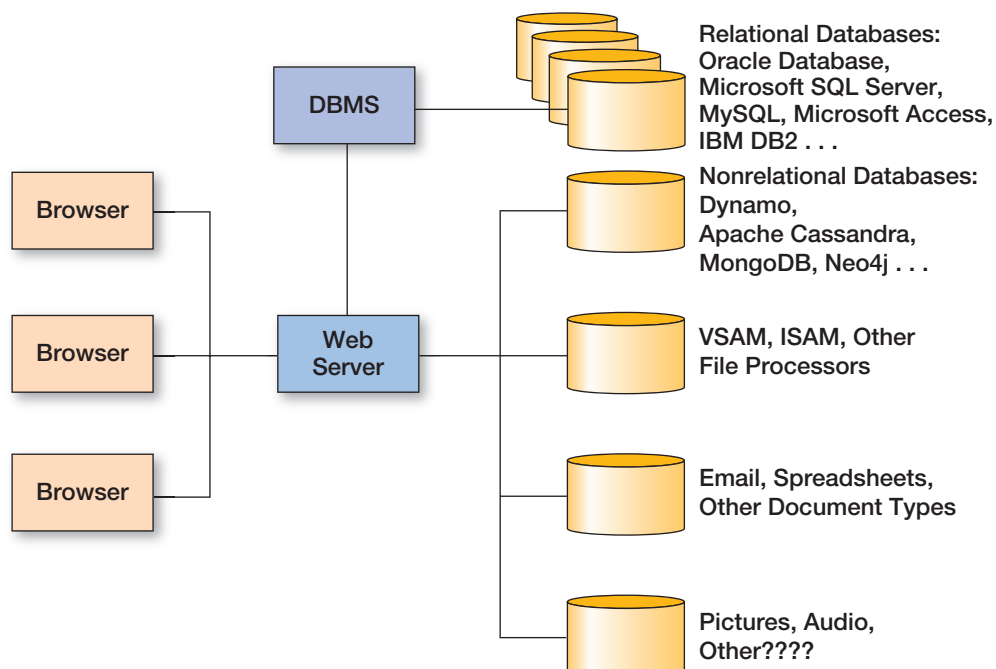 Relational Databases:
Oracle Database,
Microsoft SQL Server,
MySQL, Microsoft Access,
IBM DB2 . . .
DBMS
Nonrelational Databases:
Dynamo,
Apache Cassandra,
MongoDB, Neo4j . . .
Browser
Browser
Web
Server
VSAM, ISAM, Other
File Processors
Browser
Email, Spreadsheets,
Other Document Types
Pictures, Audio,
Other????